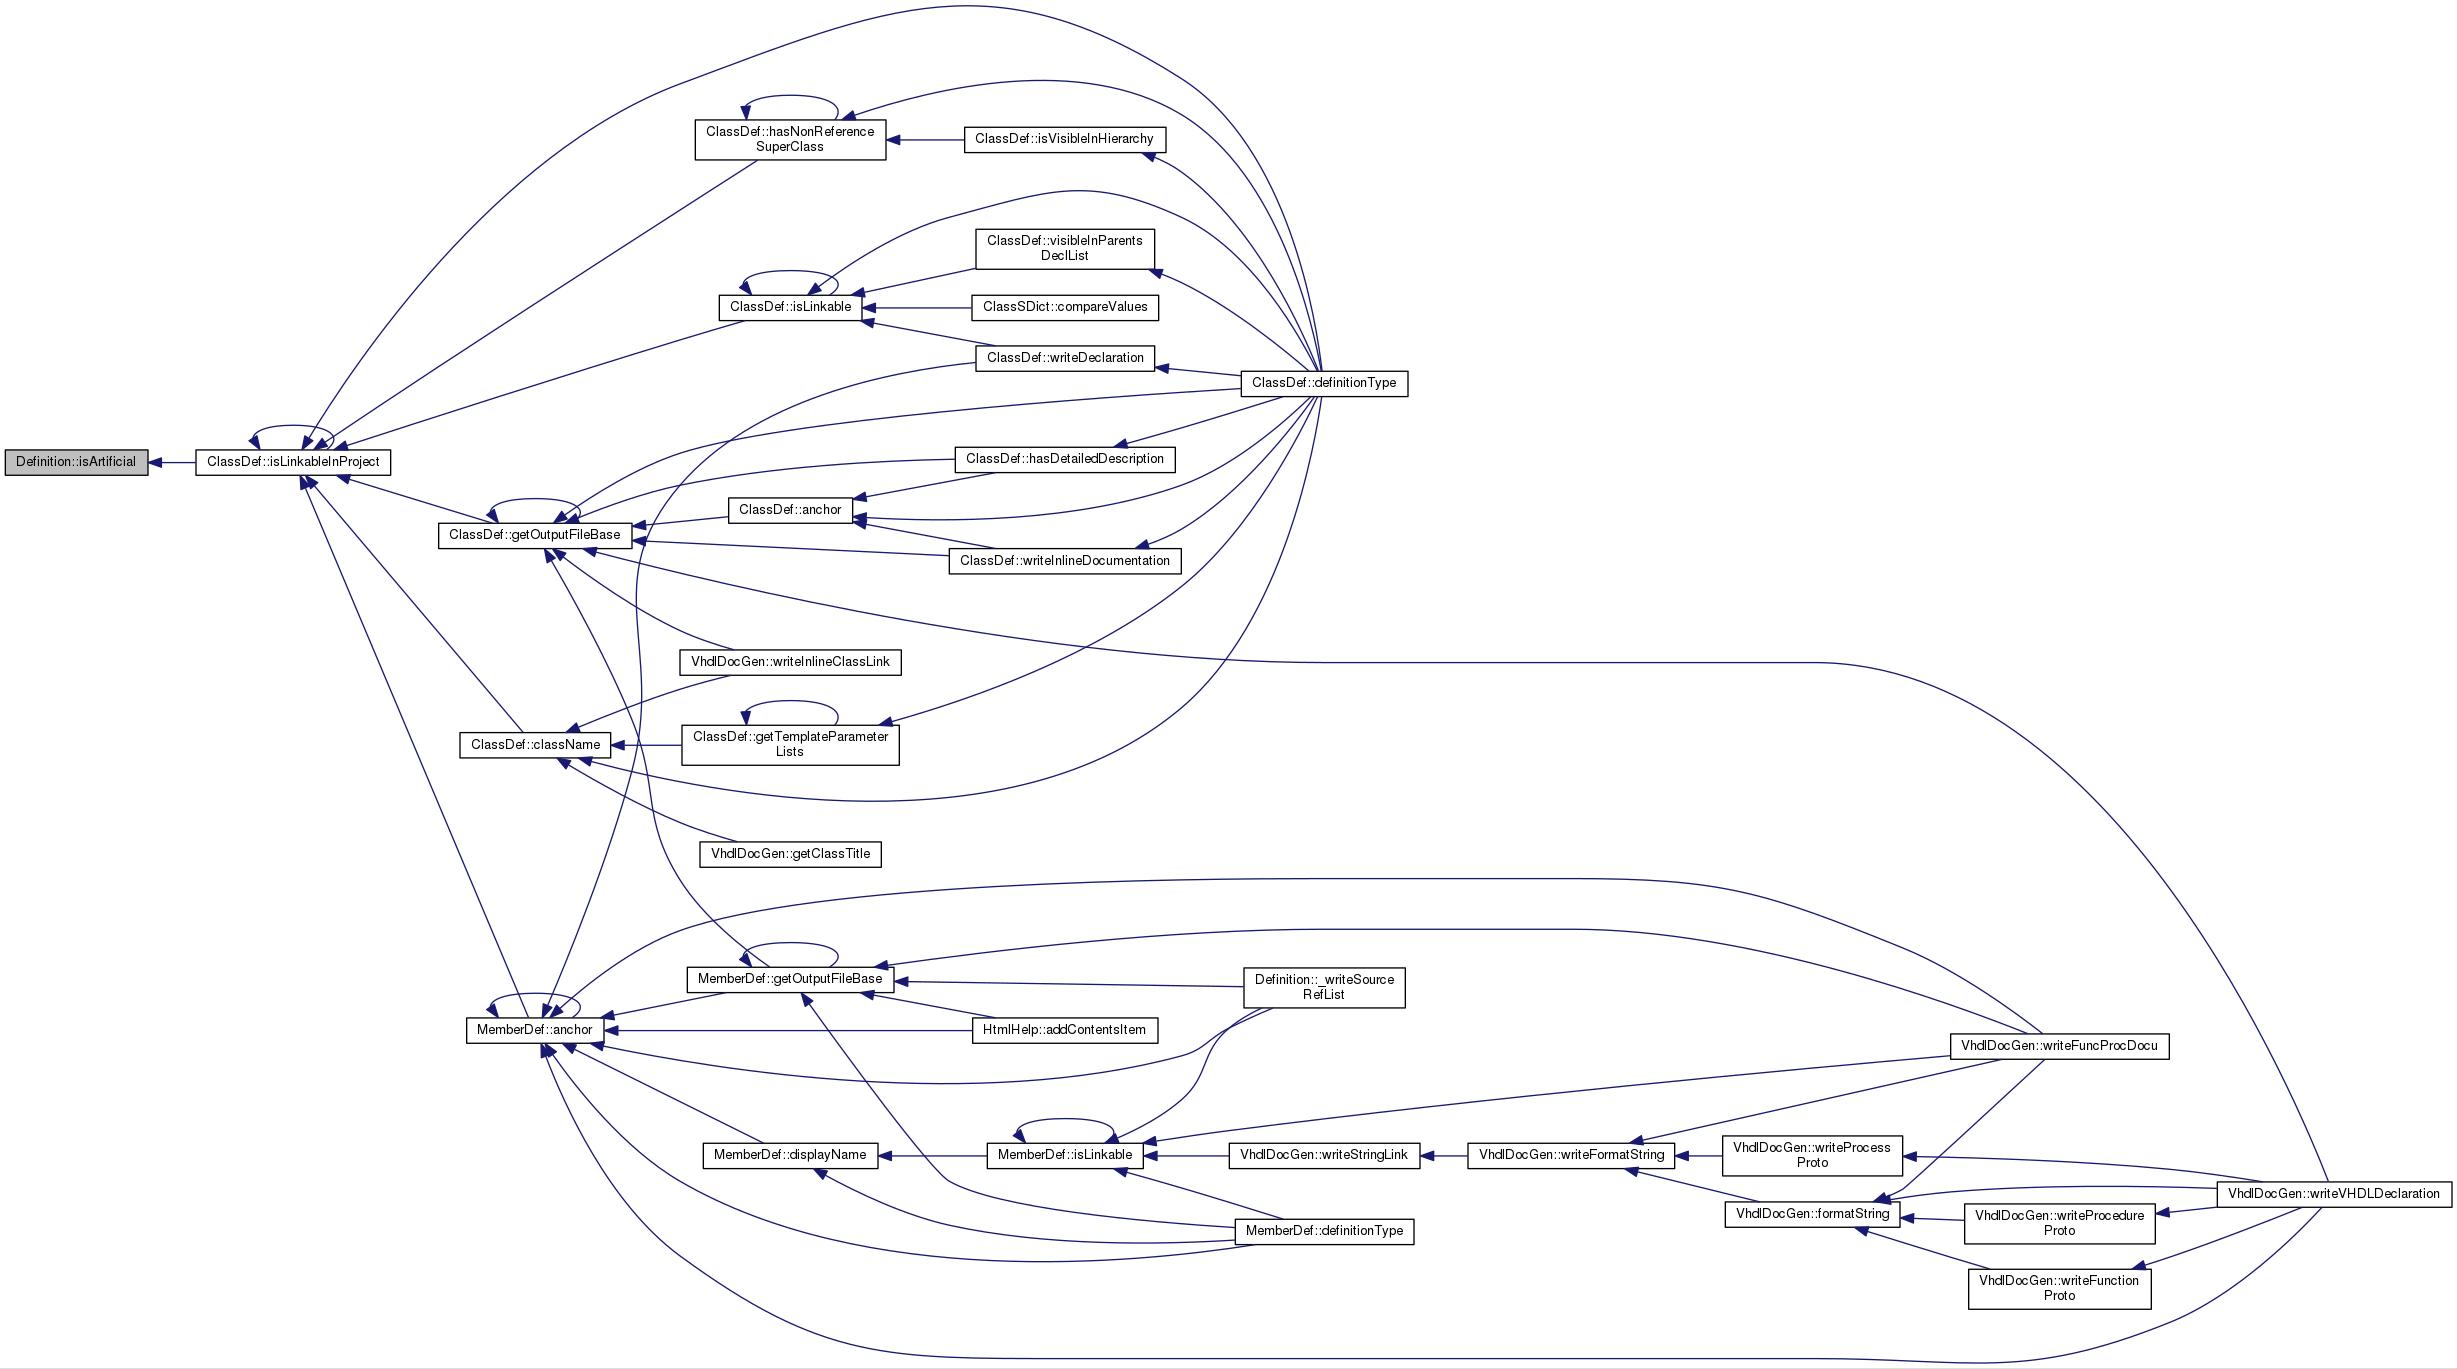 ClassDef::hasNonReference
SuperClass
ClassDef::isVisibleInHierarchy
ClassDef::visibleInParents
DeclList
ClassDef::isLinkable
ClassSDict::compareValues
ClassDef::writeDeclaration
ClassDef::definitionType
Definition::isArtificial
ClassDef::isLinkableInProject
ClassDef::hasDetailedDescription
ClassDef::anchor
ClassDef::getOutputFileBase
ClassDef::writeInlineDocumentation
VhdlDocGen::writeInlineClassLink
ClassDef::className
ClassDef::getTemplateParameter
Lists
VhdlDocGen::getClassTitle
MemberDef::getOutputFileBase
Definition::_writeSource
RefList
MemberDef::anchor
HtmlHelp::addContentsItem
VhdlDocGen::writeFuncProcDocu
MemberDef::displayName
MemberDef::isLinkable
VhdlDocGen::writeStringLink
VhdlDocGen::writeFormatString
VhdlDocGen::writeProcess
Proto
VhdlDocGen::writeVHDLDeclaration
VhdlDocGen::formatString
VhdlDocGen::writeProcedure
Proto
MemberDef::definitionType
VhdlDocGen::writeFunction
Proto